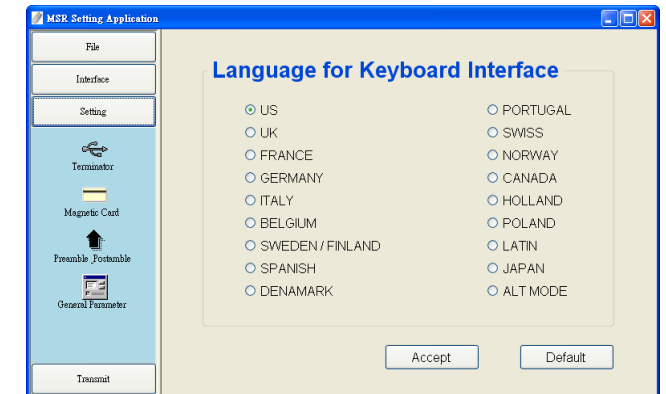 MSR Setting Application
File
Interface
Setting
Terminator
Magnetic Card
Preamble ,Postamble
General Parameter
Transmit
Language for Keyboard Interface
US
UK
FRANCE
GERMANY
ITALY
BELGIUM
SWEDEN / FINLAND
SPANISH
DENAMARK
PORTUGAL
SWISS
NORWAY
CANADA
HOLLAND
POLAND
LATIN
JAPAN
ALT MODE
Accept
Default